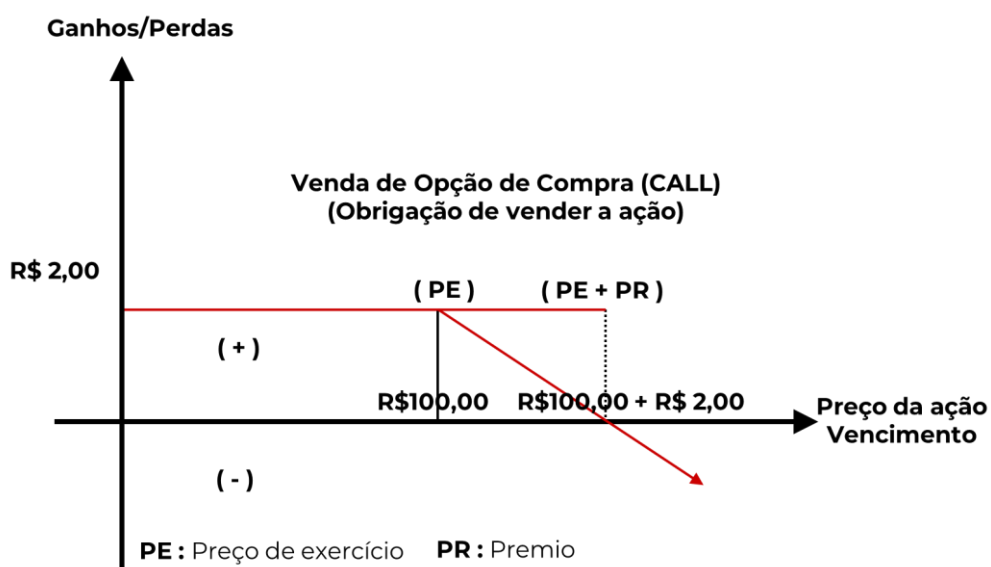 Ganhos/Perdas
Venda de Opção de Compra (CALL)
(Obrigação de vender a ação)
R$ 2,00
( PE )
( PE + PR )
( + )
R$100,00
R$100,00 + R$ 2,00
Preço da ação
Vencimento
( - )
PE : Preço de exercício
PR : Premio